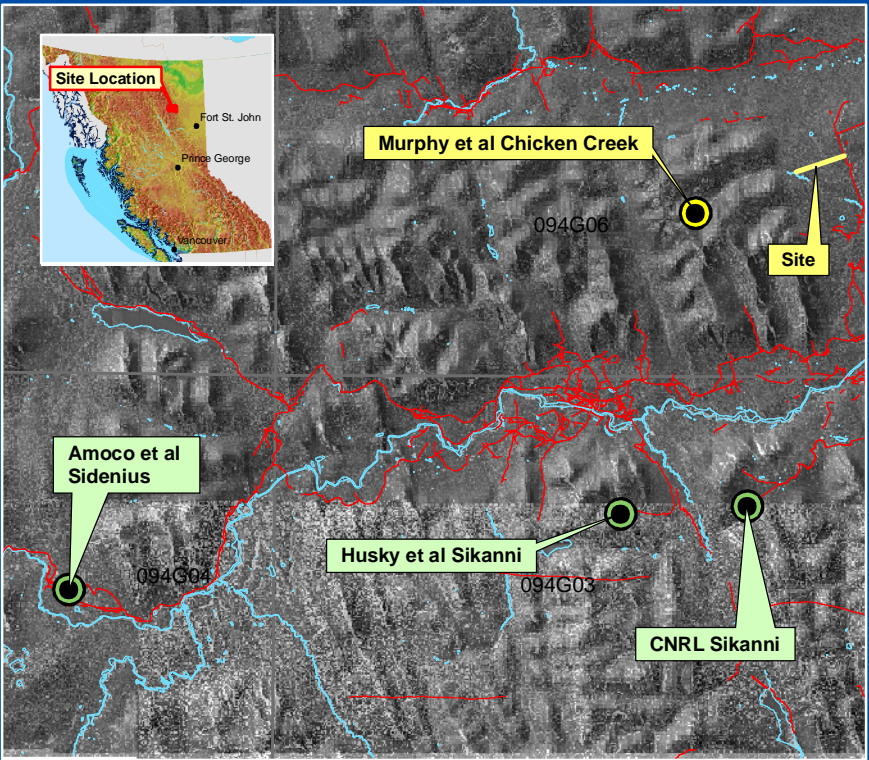 Site Location
Fort St. John
Prince George
Vancouver
Murphy et al Chicken Creek
094G06
Site
Amoco et al
Sidenius
Husky et al Sikanni
094G04
094G03
CNRL Sikanni